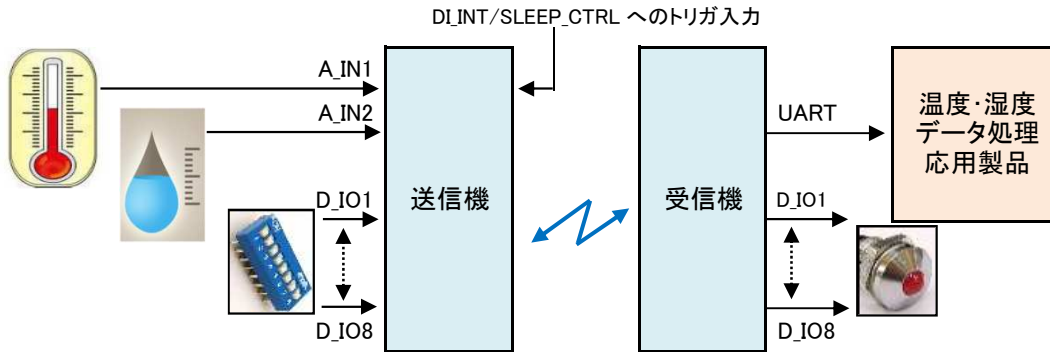 DI_INT/SLEEP_CTRL へのトリガ入力
A_IN1
A_IN2
D_IO1
D_IO8
送信機
受信機
UART
D_IO1
D_IO8
温度・湿度
データ処理
応用製品